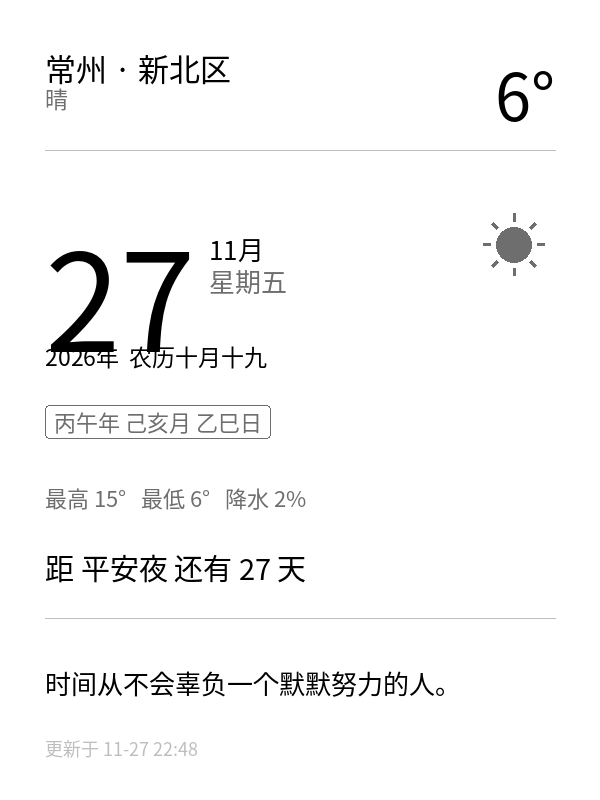 常州 · 新北区
晴
6°
27
11月
星期五
2026年 农历十月十九
丙午年 己亥月 乙巳日
最高 15° 最低 6° 降水 2%
距 平安夜 还有 27 天
时间从不会辜负一个默默努力的人。
更新于 11-27 22:48